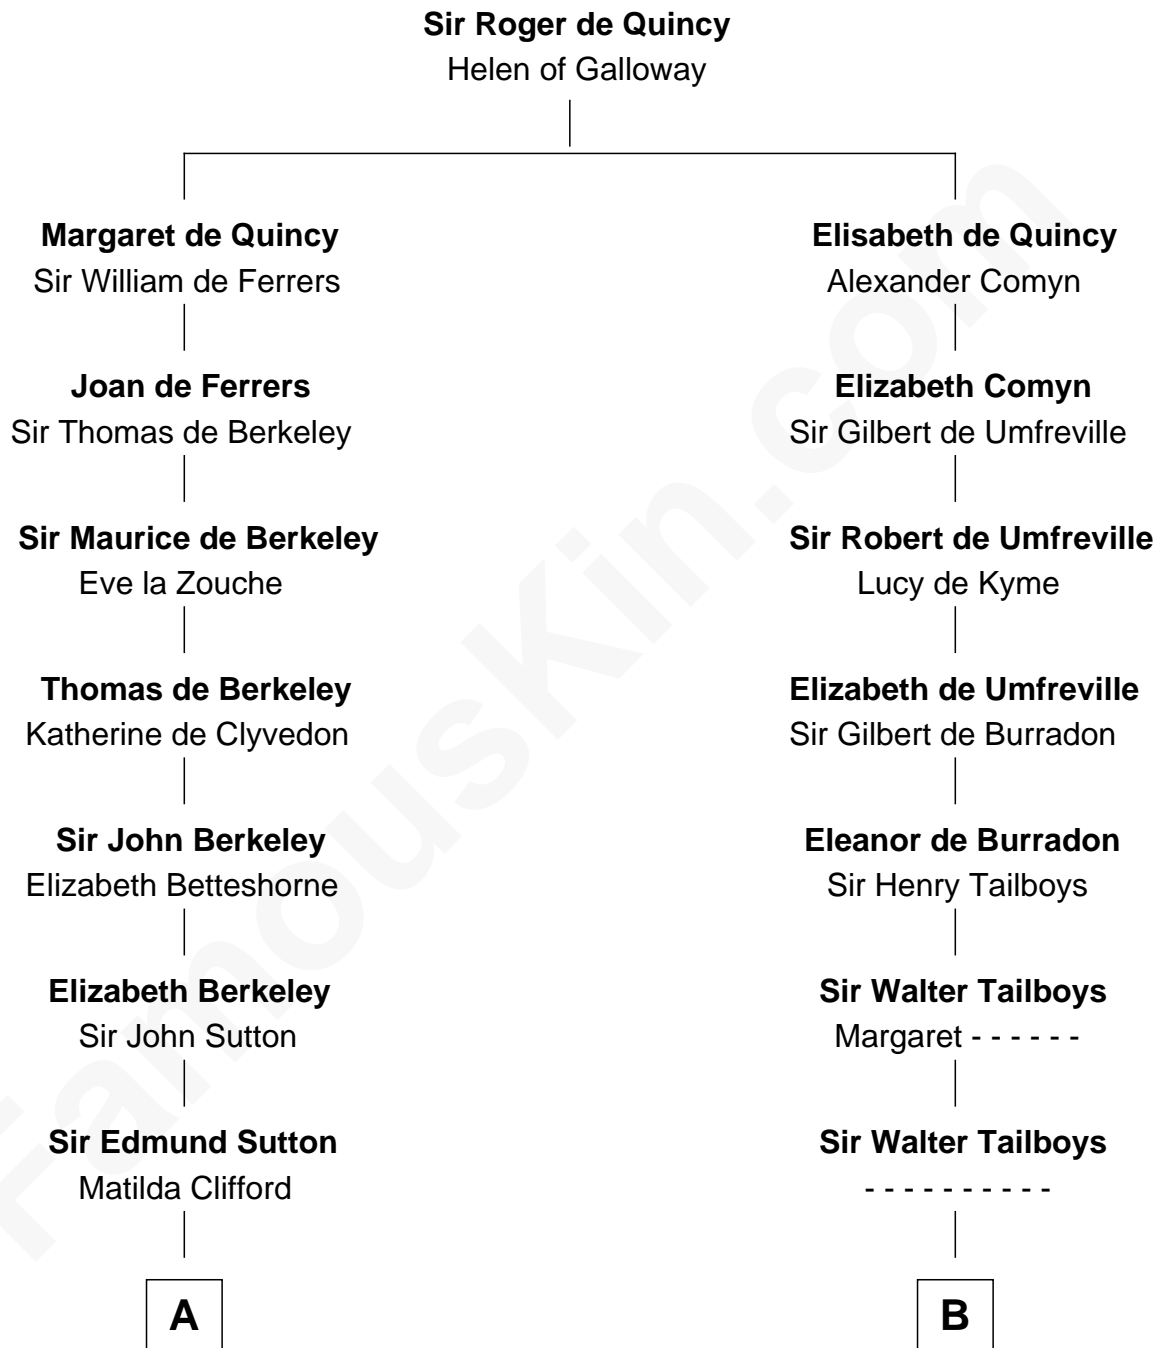 Sir Roger de Quincy
Helen of Galloway
Margaret de Quincy
Sir William de Ferrers
Elisabeth de Quincy
Alexander Comyn
Joan de Ferrers
Sir Thomas de Berkeley
Elizabeth Comyn
Sir Gilbert de Umfreville
Sir Maurice de Berkeley
Eve la Zouche
Sir Robert de Umfreville
Lucy de Kyme
Thomas de Berkeley
Katherine de Clyvedon
Elizabeth de Umfreville
Sir Gilbert de Burradon
Sir John Berkeley
Elizabeth Betteshorne
Eleanor de Burradon
Sir Henry Tailboys
Elizabeth Berkeley
Sir John Sutton
Sir Walter Tailboys
Margaret - - - - - -
Sir Edmund Sutton
Matilda Clifford
Sir Walter Tailboys
- - - - - - - - - -
A
B
FamousKin.com